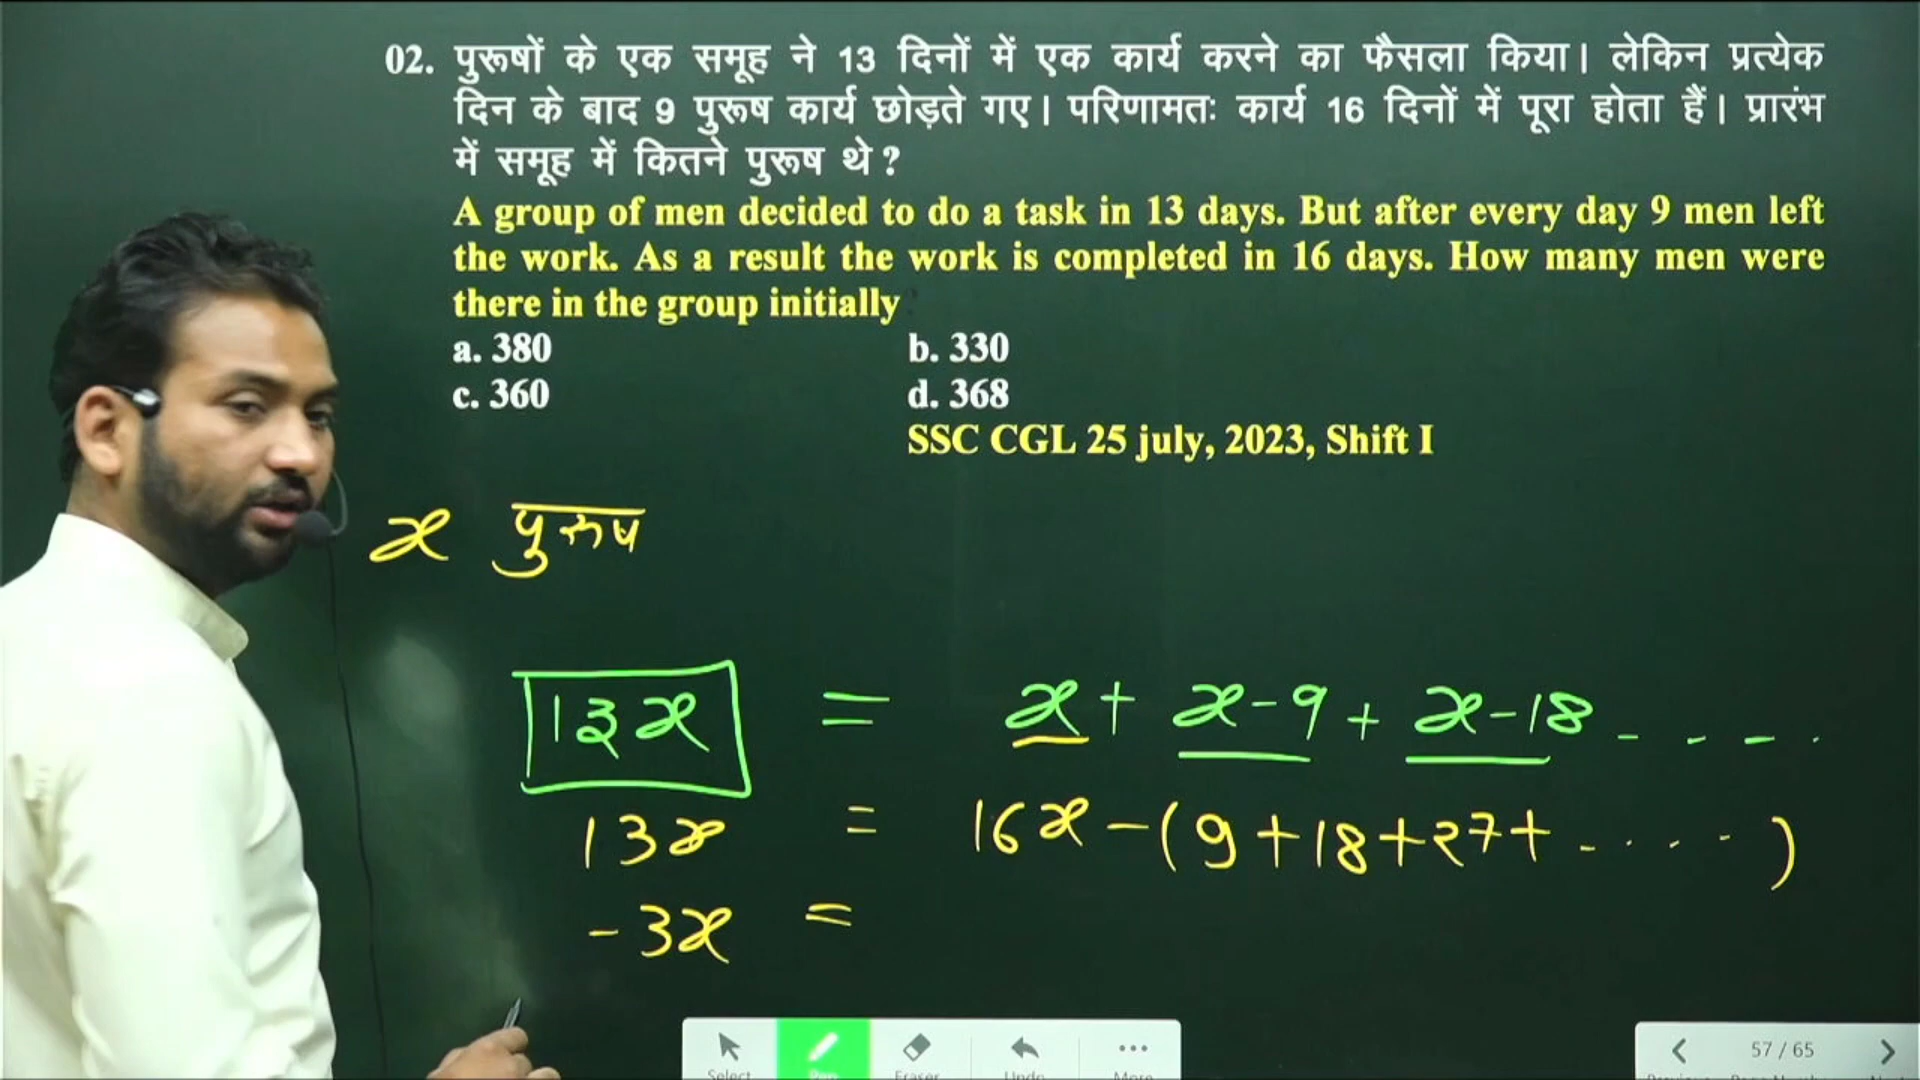 02. पुरूषों के एक समूह ने 13 दिनों में एक कार्य करने का फैसला किया। लेकिन प्रत्येक
दिन के बाद 9 पुरूष कार्य छोड़ते गए। परिणामतः कार्य 16 दिनों में पूरा होता हैं। प्रारंभ
में समूह में कितने पुरूष थे?
A group of men decided to do a task in 13 days. But after every day 9 men left
the work. As a result the work is completed in 16 days. How many men were
there in the group initially
a. 380 b. 330
c. 360 d. 368
SSC CGL 25 july, 2023, Shift I
x पुरुष
13x = x + x-9 + x-18 - - - -
13x = 16x-(9+18+27+ - - - - )
-3x =
Select Pen Eraser Undo More
57 / 65